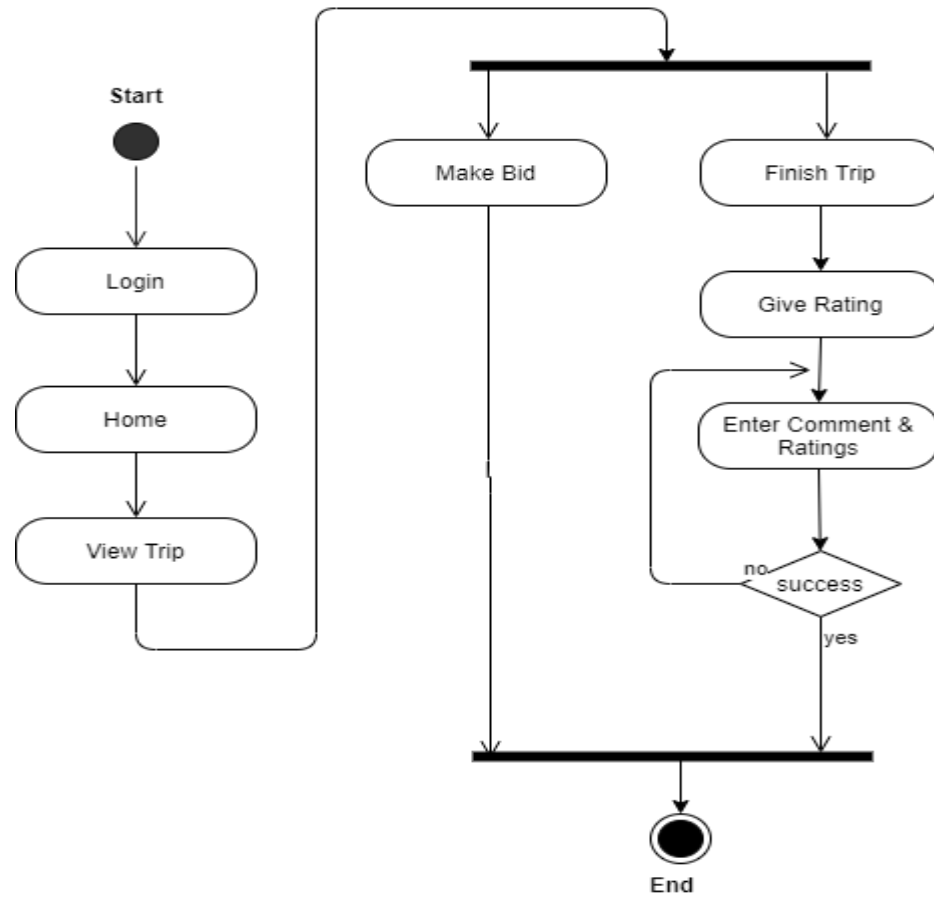 Start
Login
Home
View Trip
Make Bid
Finish Trip
Give Rating
Enter Comment &
Ratings
no
success
yes
End